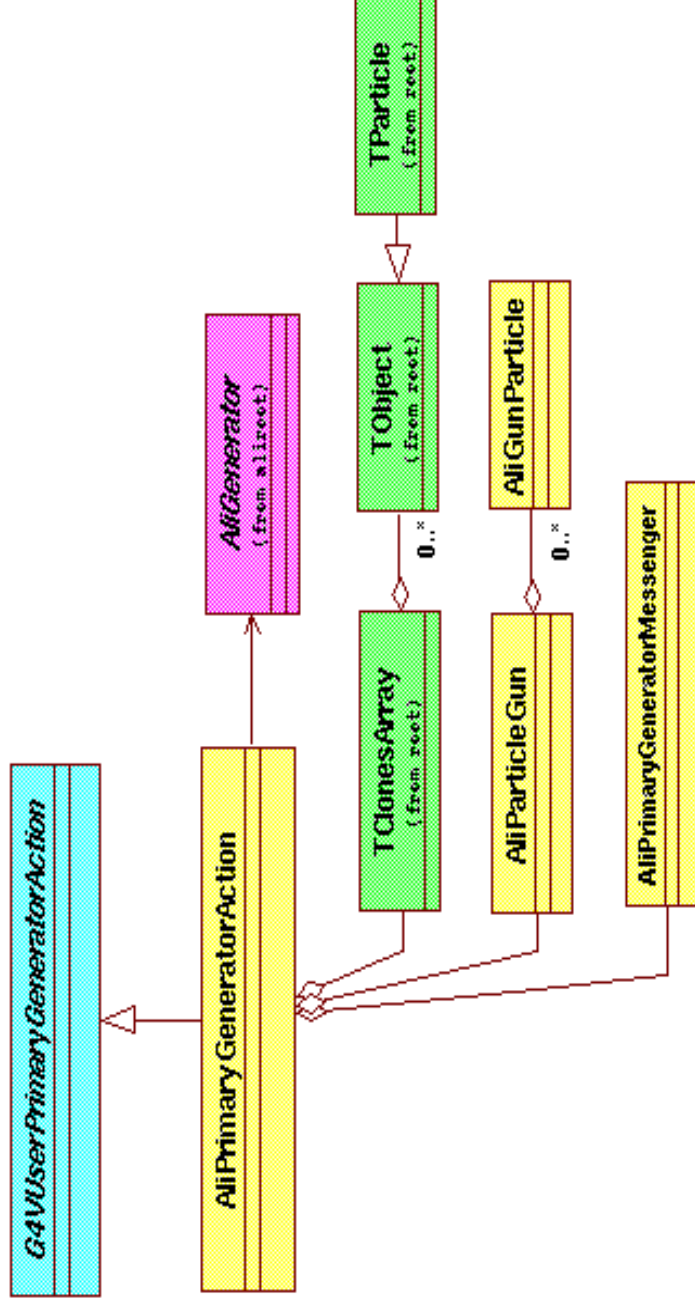 G4VUserPrimaryGeneratorAction
AliPrimaryGeneratorAction
AliGenerator
(from aliroot)
TClonesArray
(from root)
0..*
TObject
(from root)
TParticle
(from root)
AliParticleGun
0..*
AliGunParticle
AliPrimaryGeneratorMessenger